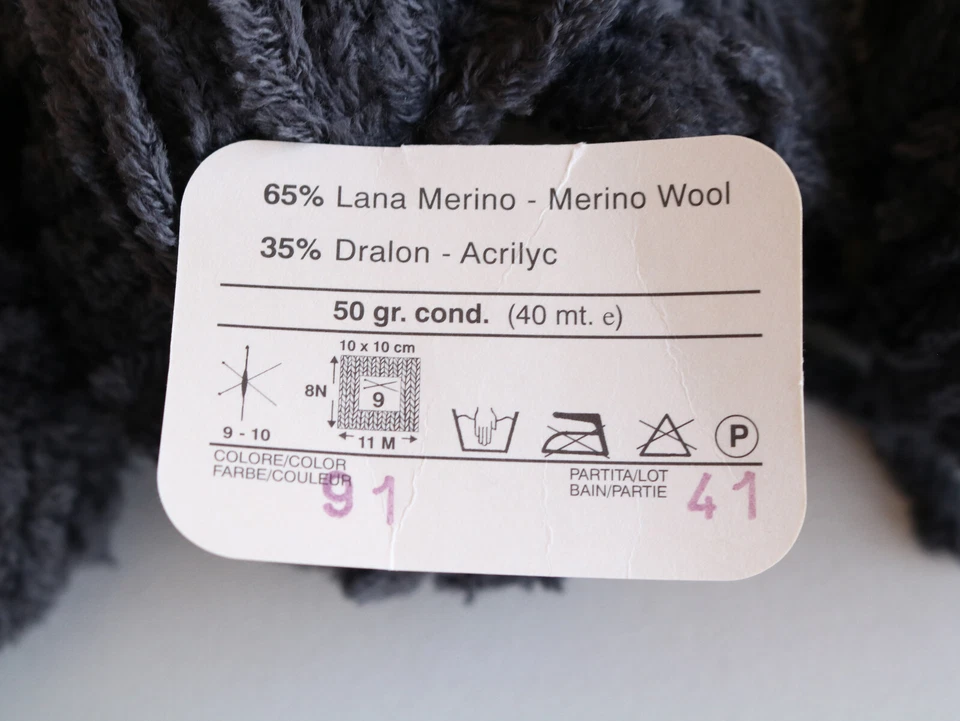 65% Lana Merino - Merino Wool
35% Dralon - Acrilyc
50 gr. cond. (40 mt. e)
10 x 10 cm
8N
9
11 M
9 - 10
P
COLORE/COLOR
FARBE/COULEUR
91
PARTITA/LOT
BAIN/PARTIE
41